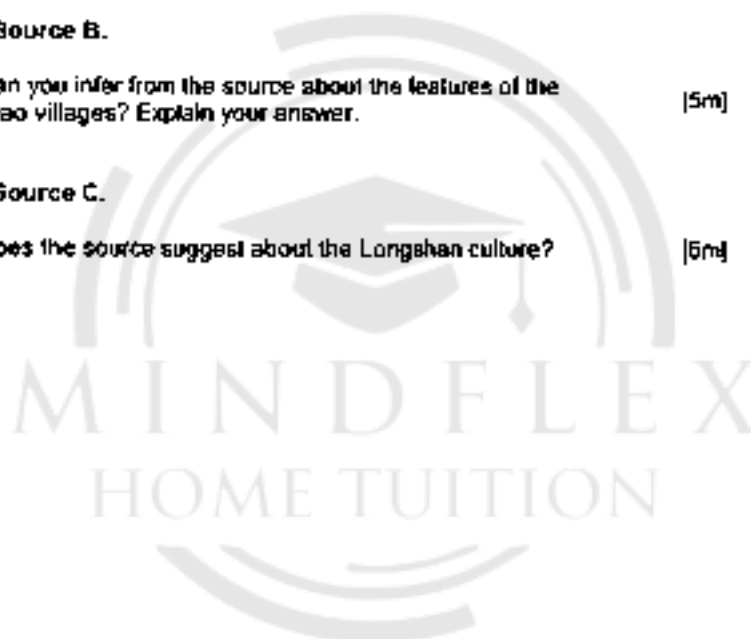 Source B.
an you infer from the source about the features of the [5m]
ao villages? Explain your answer.
Source C.
oes the source suggest about the Longshan culture?
MINDFLEX
HOME TUITION